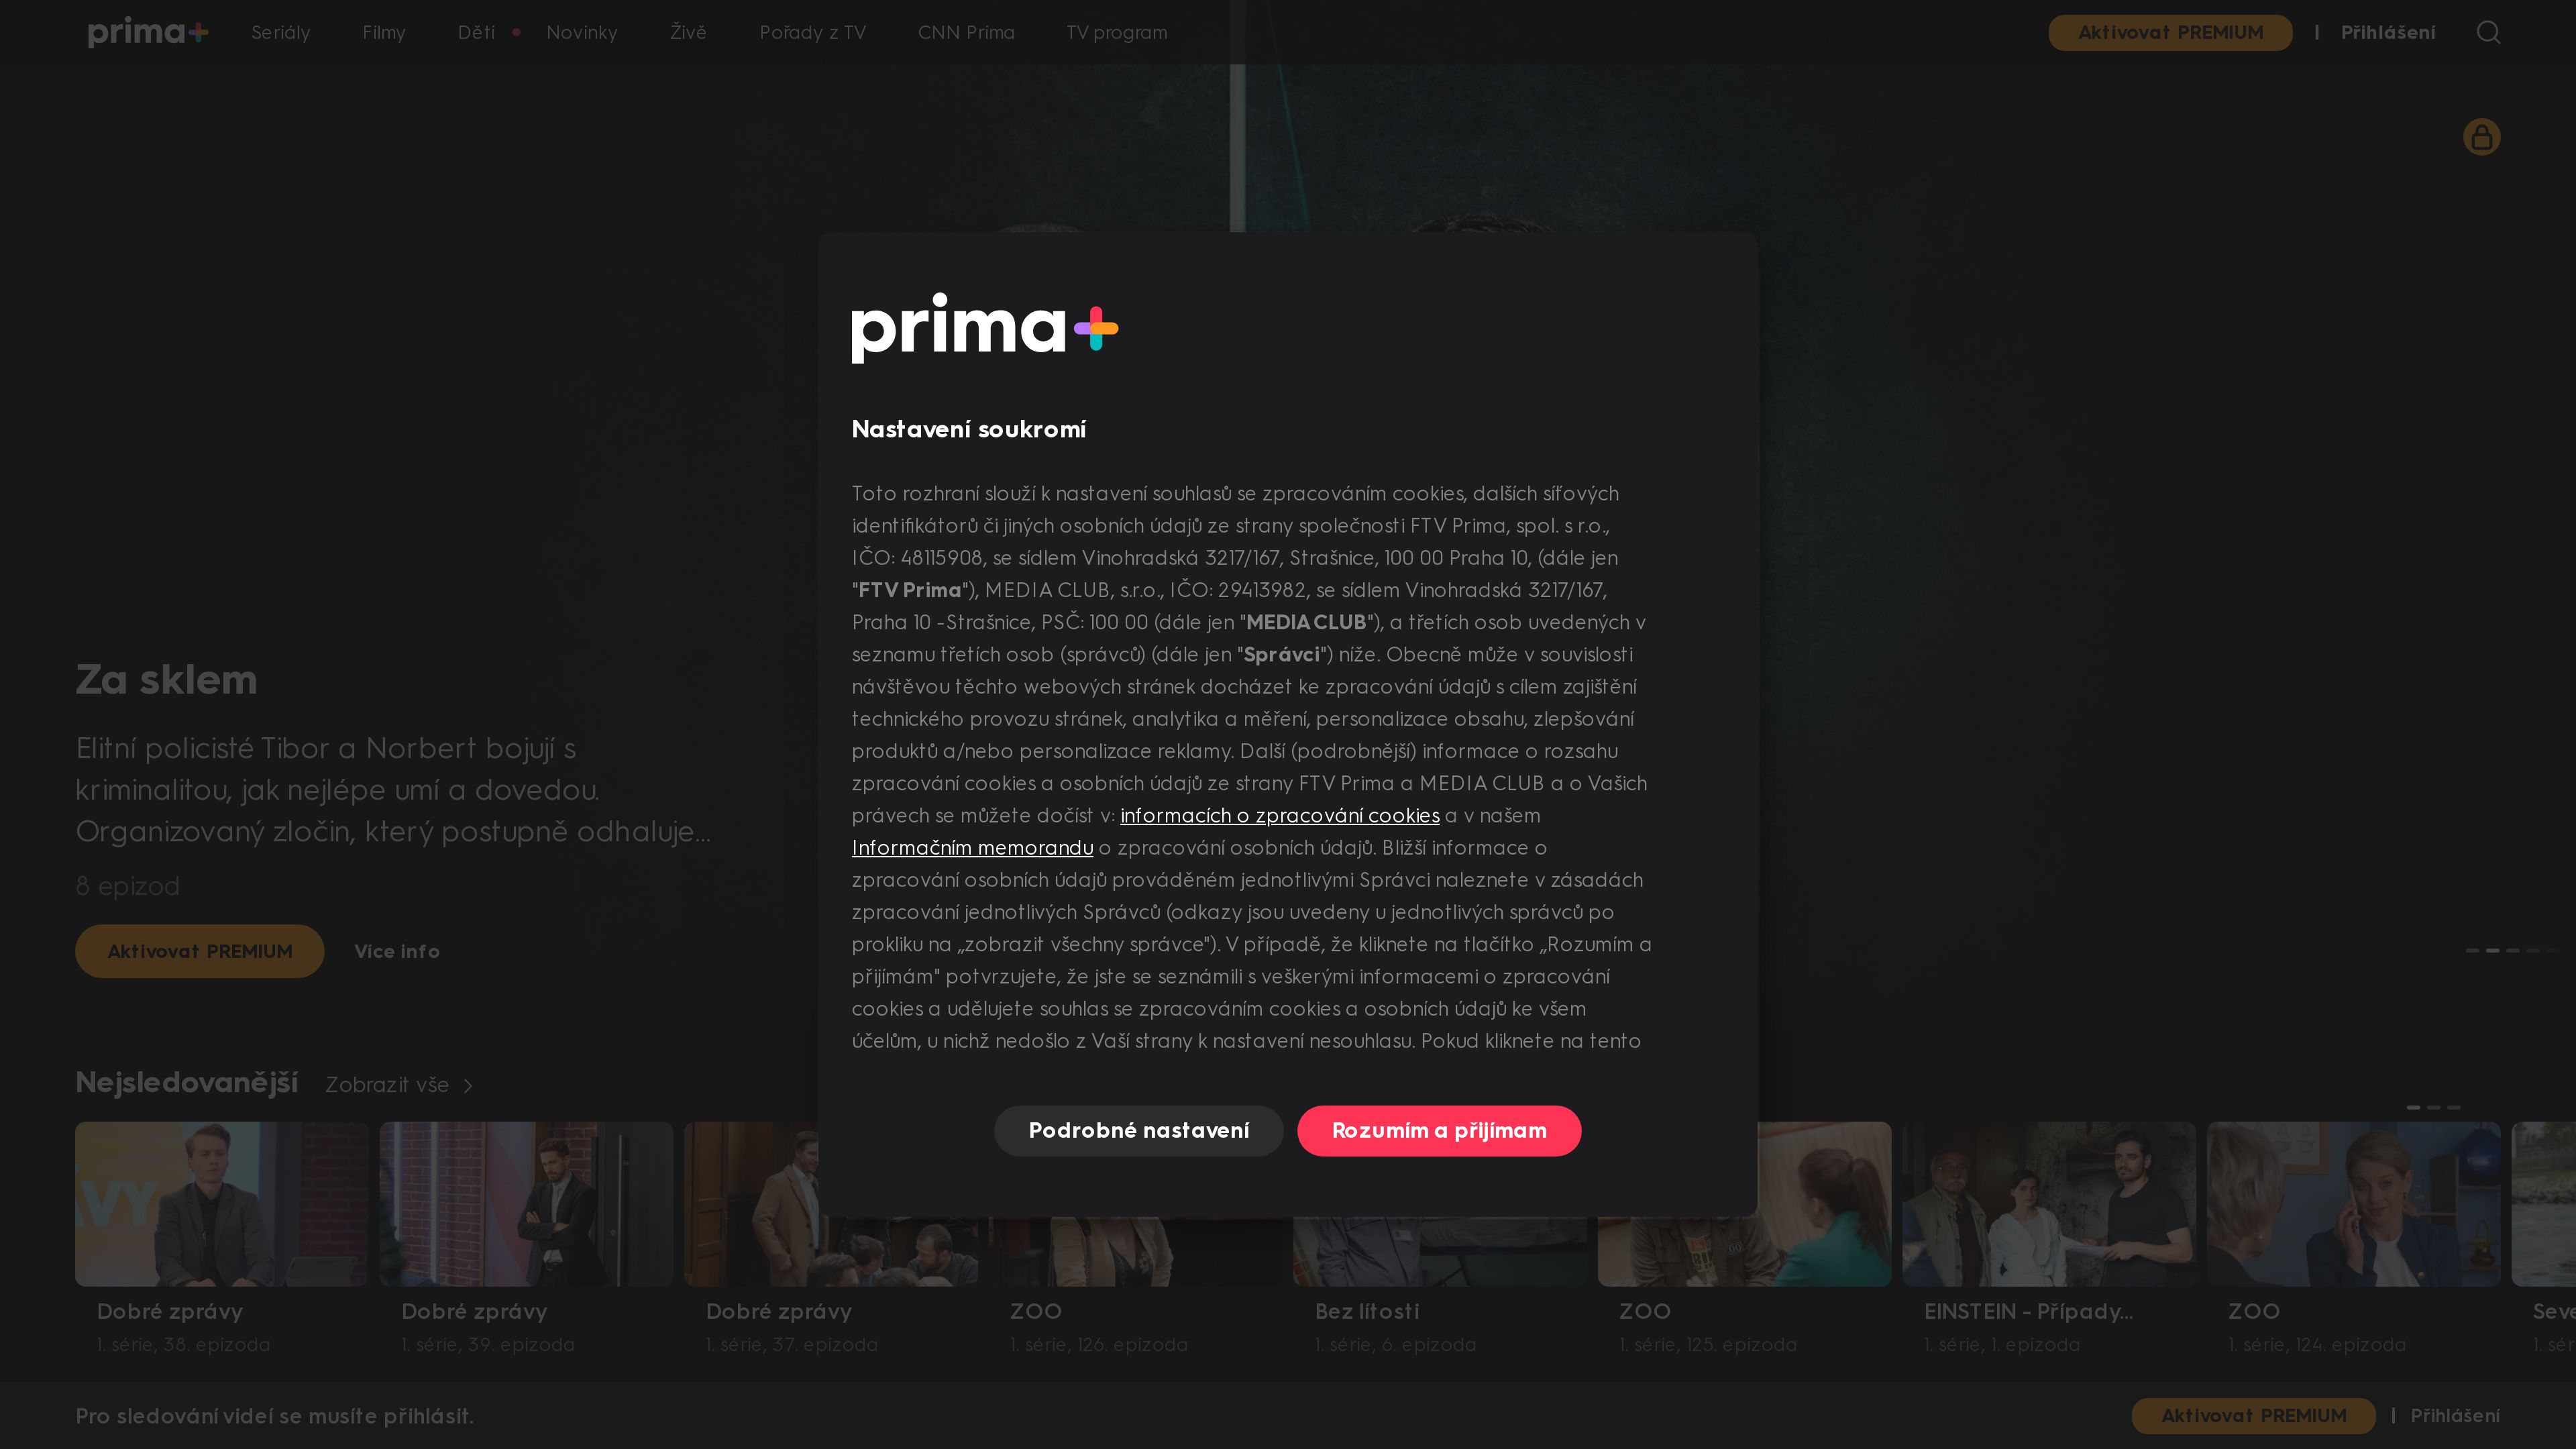 prima+ Seriály Filmy Děti Novinky Živě Pořady z TV CNN Prima TV program Aktivovat PREMIUM | Přihlášení
prima+
Nastavení soukromí
Toto rozhraní slouží k nastavení souhlasů se zpracováním cookies, dalších síťových
identifikátorů či jiných osobních údajů ze strany společnosti FTV Prima, spol. s r.o.,
IČO: 48115908, se sídlem Vinohradská 3217/167, Strašnice, 100 00 Praha 10, (dále jen
"FTV Prima"), MEDIA CLUB, s.r.o., IČO: 29413982, se sídlem Vinohradská 3217/167,
Praha 10 -Strašnice, PSČ: 100 00 (dále jen "MEDIA CLUB"), a třetích osob uvedených v
seznamu třetích osob (správců) (dále jen "Správci") níže. Obecně může v souvislosti
návštěvou těchto webových stránek docházet ke zpracování údajů s cílem zajištění
technického provozu stránek, analytika a měření, personalizace obsahu, zlepšování
produktů a/nebo personalizace reklamy. Další (podrobnější) informace o rozsahu
zpracování cookies a osobních údajů ze strany FTV Prima a MEDIA CLUB a o Vašich
právech se můžete dočíst v: informacích o zpracování cookies a v našem
Informačním memorandu o zpracování osobních údajů. Bližší informace o
zpracování osobních údajů prováděném jednotlivými Správci naleznete v zásadách
zpracování jednotlivých Správců (odkazy jsou uvedeny u jednotlivých správců po
prokliku na „zobrazit všechny správce"). V případě, že kliknete na tlačítko „Rozumím a
přijímám" potvrzujete, že jste se seznámili s veškerými informacemi o zpracování
cookies a udělujete souhlas se zpracováním cookies a osobních údajů ke všem
účelům, u nichž nedošlo z Vaší strany k nastavení nesouhlasu. Pokud kliknete na tento
Podrobné nastavení Rozumím a přijímám
Za sklem
Elitní policisté Tibor a Norbert bojují s
kriminalitou, jak nejlépe umí a dovedou.
Organizovaný zločin, který postupně odhaluje...
8 epizod
Aktivovat PREMIUM Více info
Nejsledovanější Zobrazit vše
AVY
Dobré zprávy Dobré zprávy Dobré zprávy ZOO Bez lítosti ZOO EINSTEIN - Případy... ZOO Seve
1. série, 38. epizoda 1. série, 39. epizoda 1. série, 37. epizoda 1. série, 126. epizoda 1. série, 6. epizoda 1. série, 125. epizoda 1. série, 1. epizoda 1. série, 124. epizoda 1. sér
Pro sledování videí se musíte přihlásit. Aktivovat PREMIUM | Přihlášení